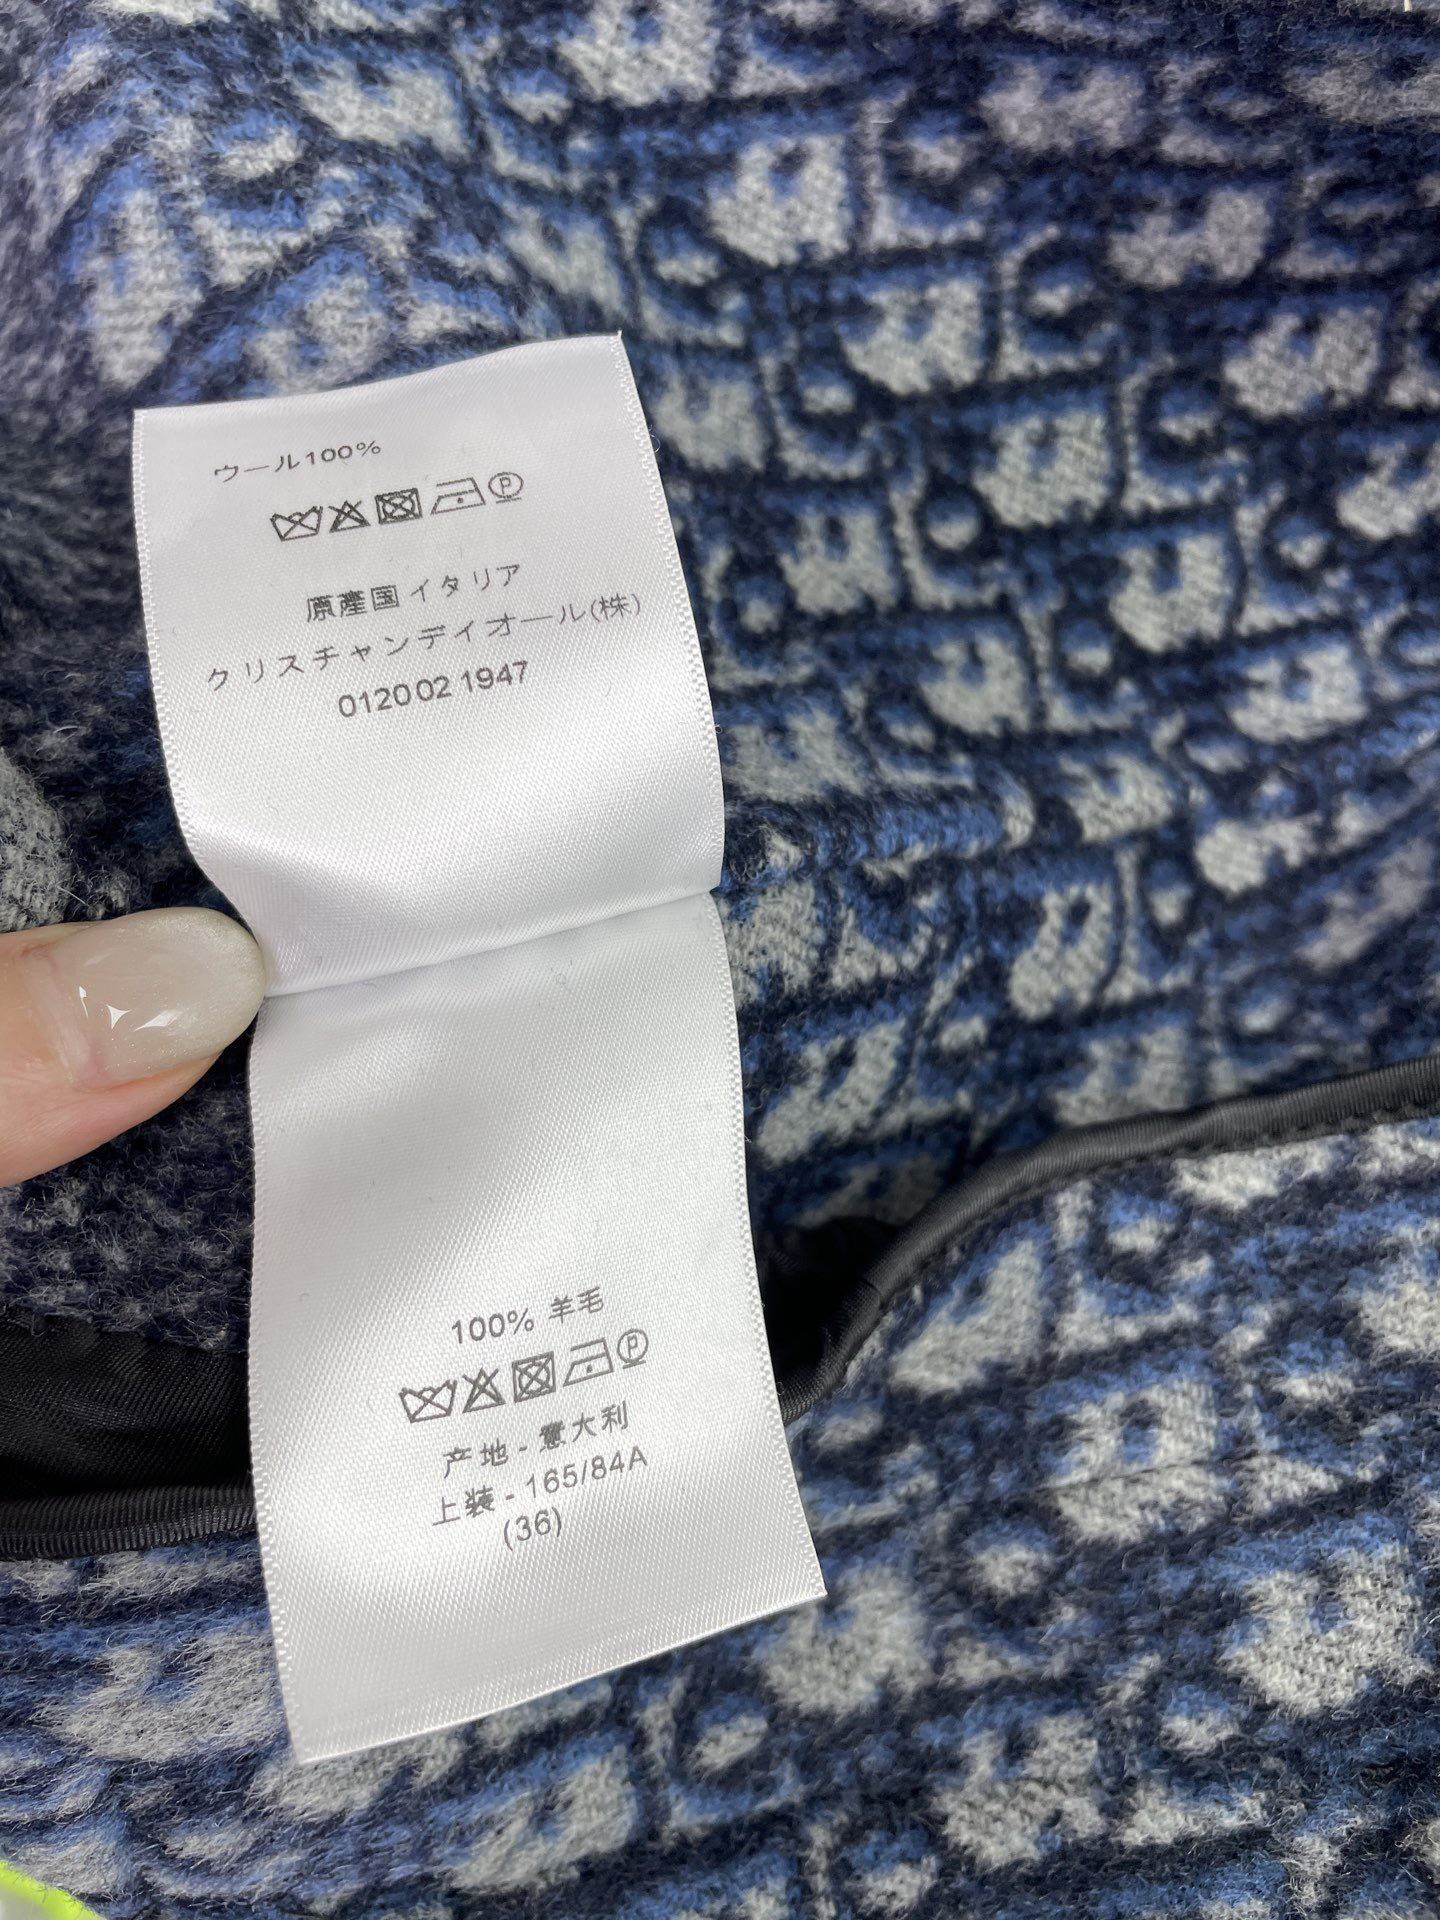 ウール100%
P
原産国イタリア
クリスチャンディオール(株)
0120 02 1947
100% 羊毛
P
产地 - 意大利
上装 - 165/84A
(36)